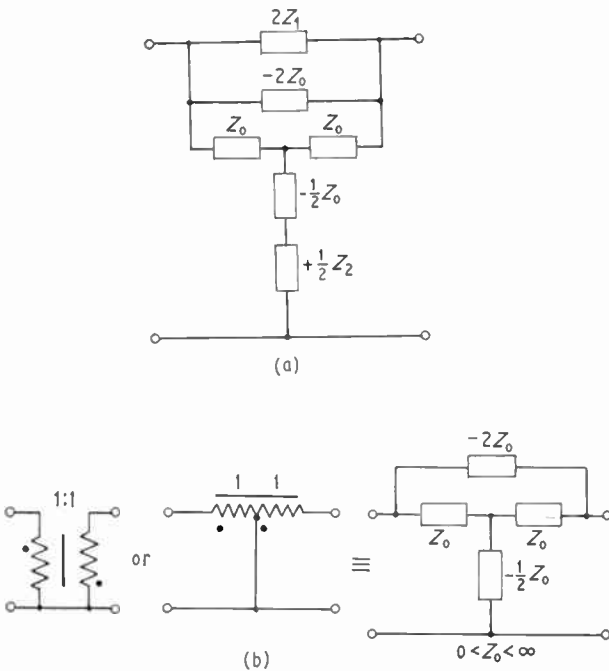 2Z₁
-2Z₀
Z₀ Z₀
-½Z₀
+½Z₂
(a)
-2Z₀
1:1
1 1
or
≡
Z₀ Z₀
-½Z₀
0 < Z₀ < ∞
(b)